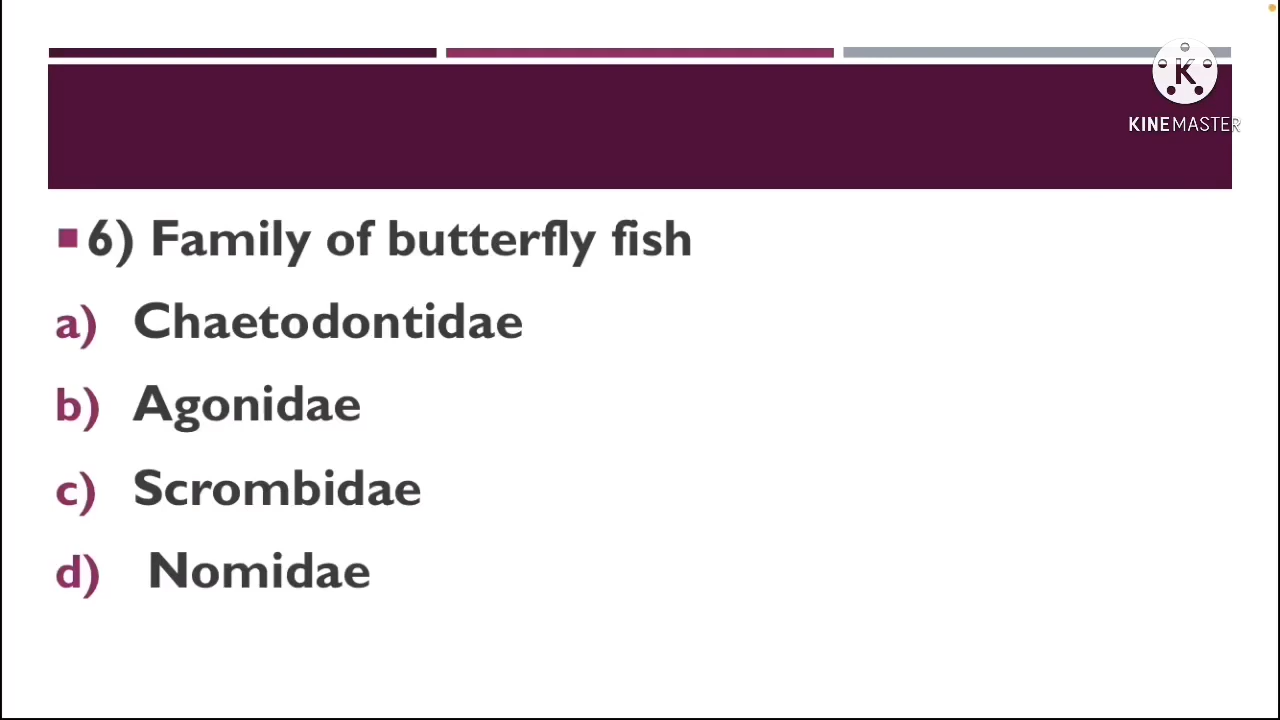 KINEMASTER
6) Family of butterfly fish
a) Chaetodontidae
b) Agonidae
c) Scrombidae
d) Nomidae